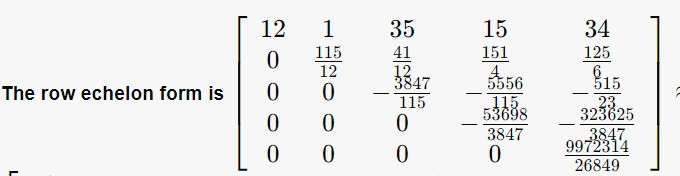 12 1 35 15 34
0 115/12 41/12 151/4 125/6
The row echelon form is 0 0 -3847/115 -5556/115 -515/23
0 0 0 -53698/3847 -323625/3847
0 0 0 0 9972314/26849